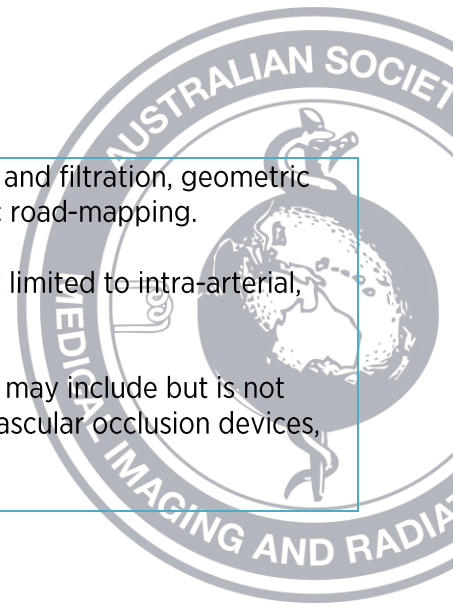 AUSTRALIAN SOCIET
and filtration, geometric
road-mapping.
limited to intra-arterial,
may include but is not
ascular occlusion devices,
MEDICAL IMAGING AND RADIAT